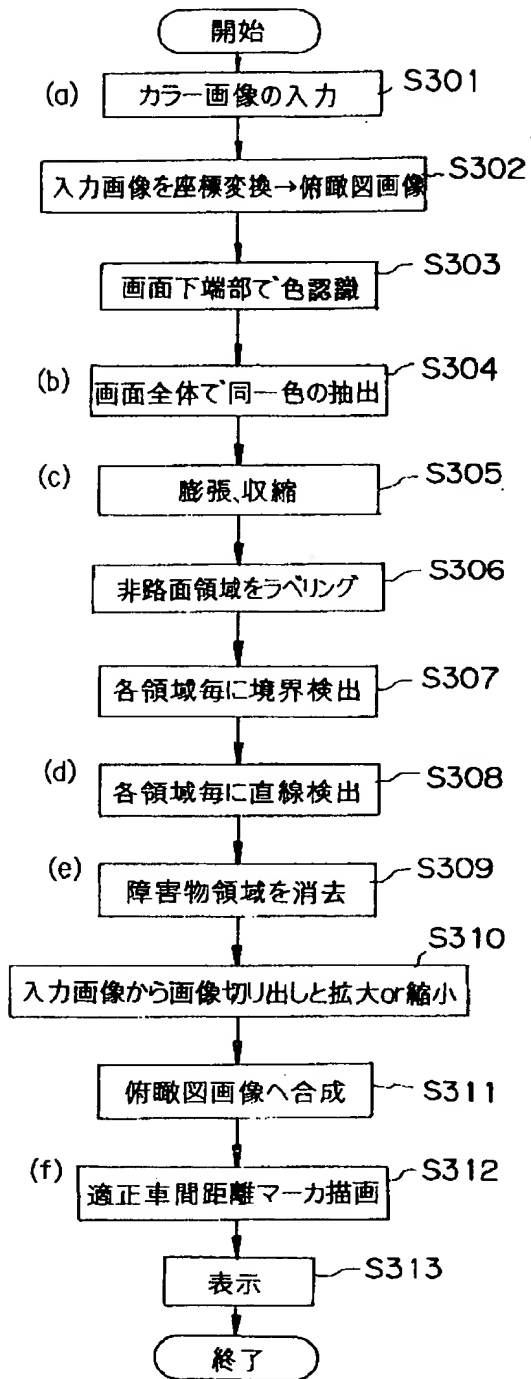 開始
(a) カラー画像の入力 S301
入力画像を座標変換→俯瞰図画像 S302
画面下端部で色認識 S303
(b) 画面全体で同一色の抽出 S304
(c) 膨張、収縮 S305
非路面領域をラベリング S306
各領域毎に境界検出 S307
(d) 各領域毎に直線検出 S308
(e) 障害物領域を消去 S309
入力画像から画像切り出しと拡大or縮小 S310
俯瞰図画像へ合成 S311
(f) 適正車間距離マーカ描画 S312
表示 S313
終了